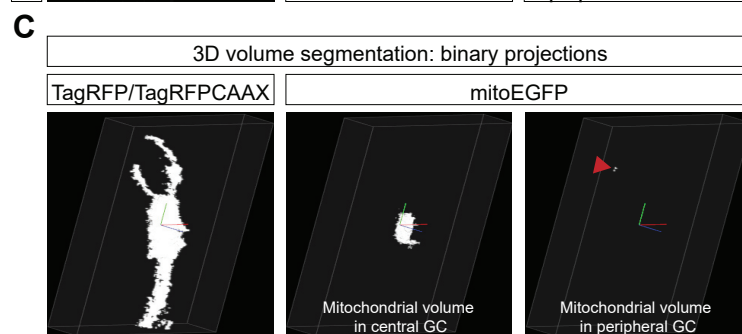 C
3D volume segmentation: binary projections
TagRFP/TagRFPCAAX
mitoEGFP
Mitochondrial volume
in central GC
Mitochondrial volume
in peripheral GC